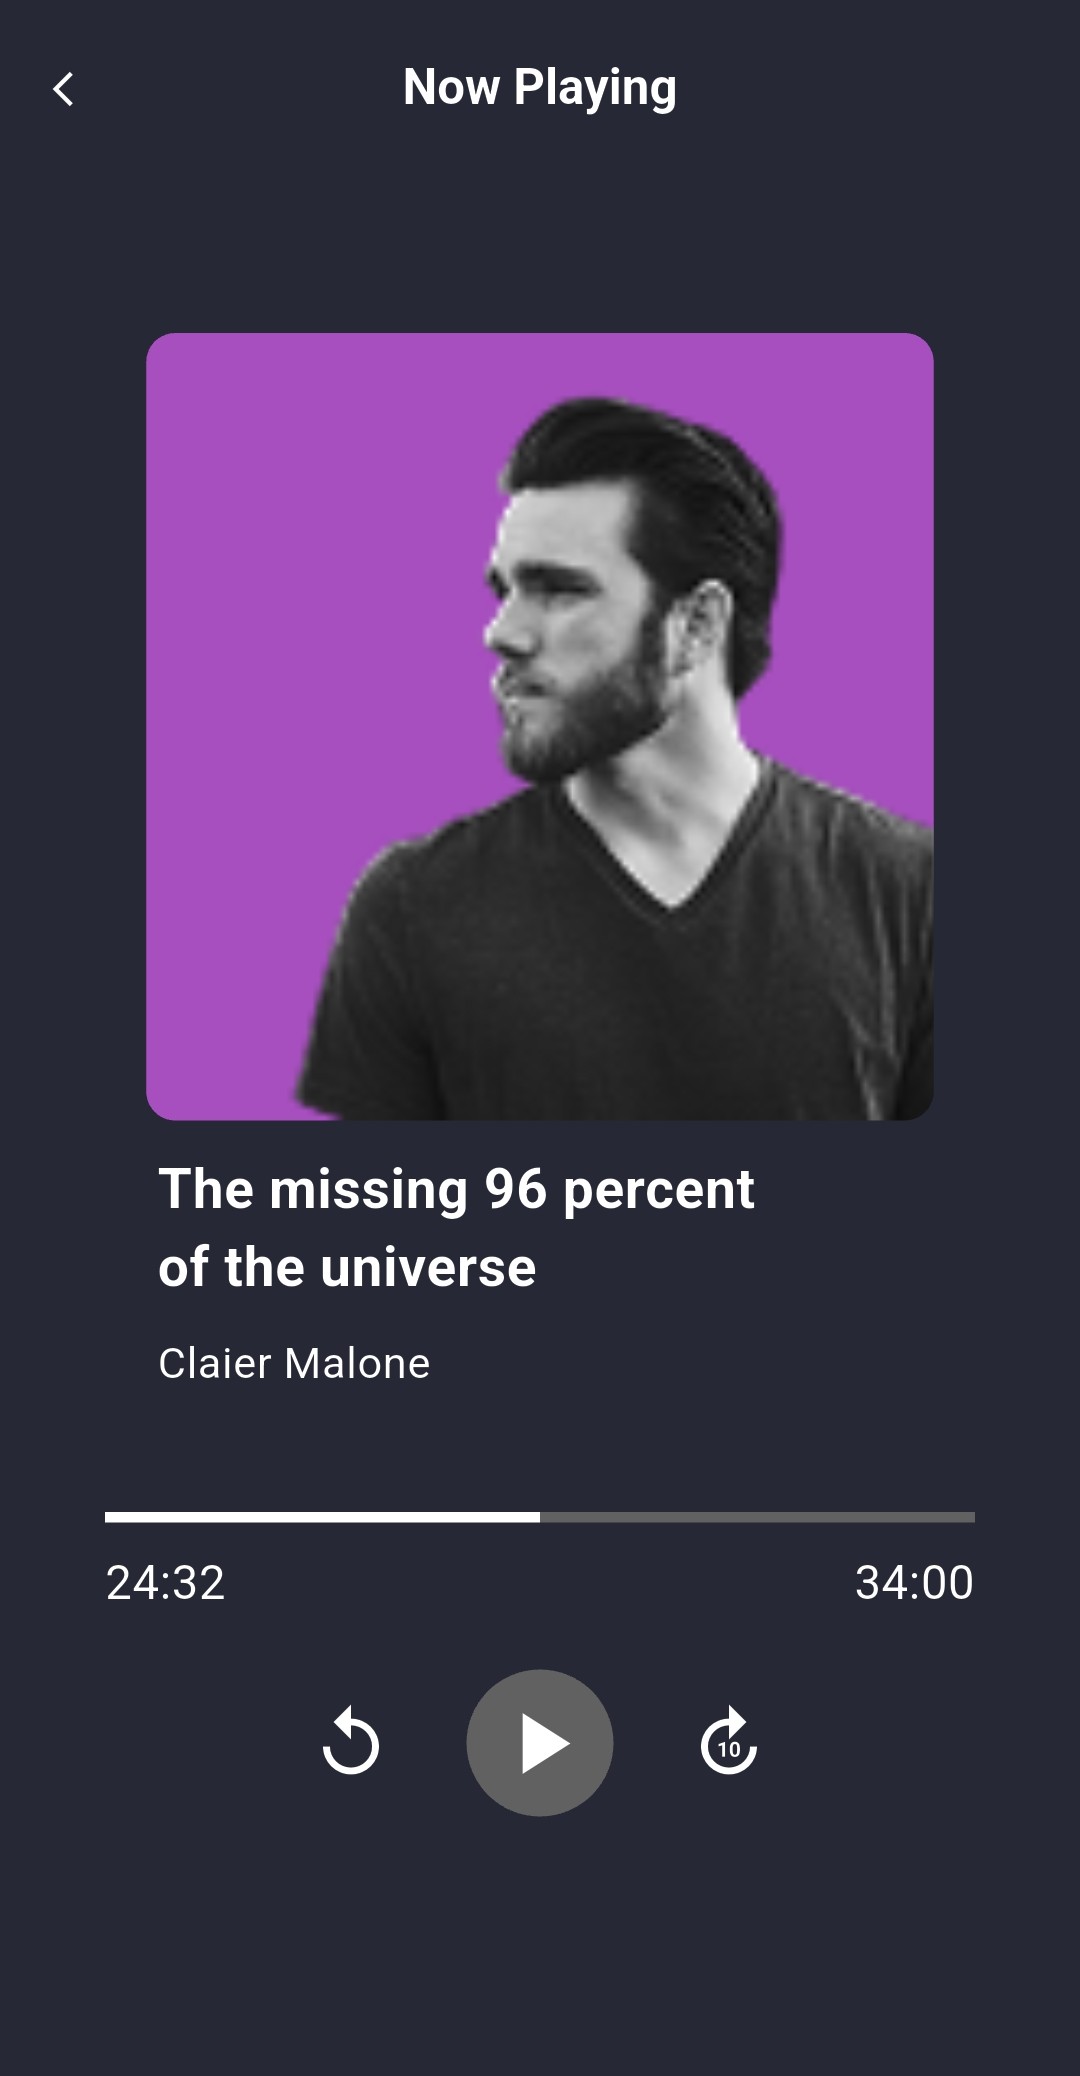 Now Playing
The missing 96 percent
of the universe
Claier Malone
24:32
34:00
10